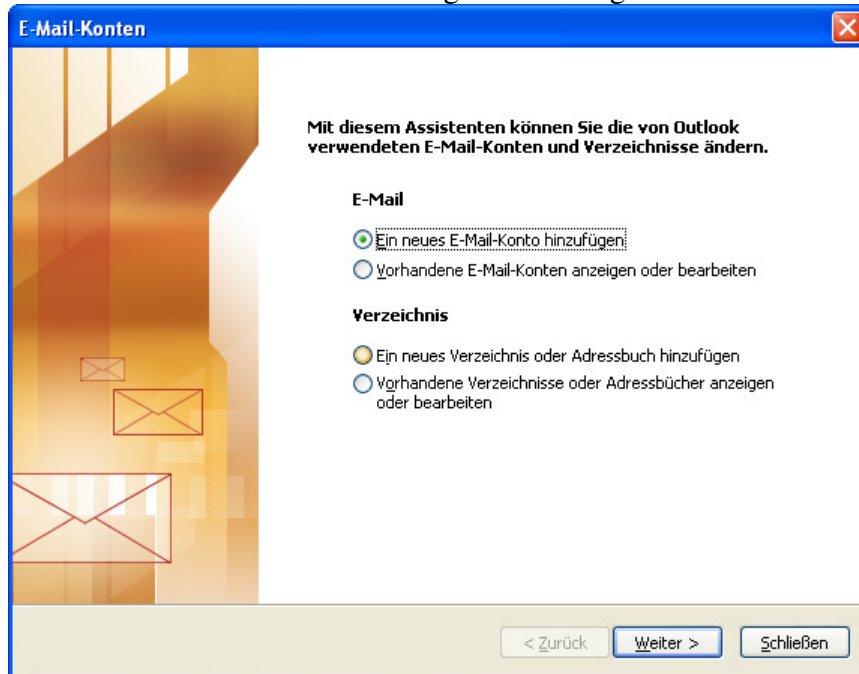 E-Mail-Konten
Mit diesem Assistenten können Sie die von Outlook
verwendeten E-Mail-Konten und Verzeichnisse ändern.
E-Mail
Ein neues E-Mail-Konto hinzufügen
Vorhandene E-Mail-Konten anzeigen oder bearbeiten
Verzeichnis
Ein neues Verzeichnis oder Adressbuch hinzufügen
Vorhandene Verzeichnisse oder Adressbücher anzeigen
oder bearbeiten
< Zurück Weiter > Schließen